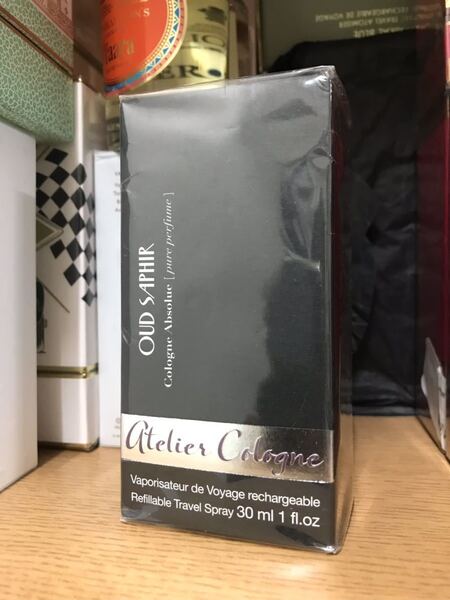 OUD SAPHIR
Cologne Absolue [ pure perfume ]
Atelier Cologne
Vaporisateur de Voyage rechargeable
Refillable Travel Spray 30 ml 1 fl.oz